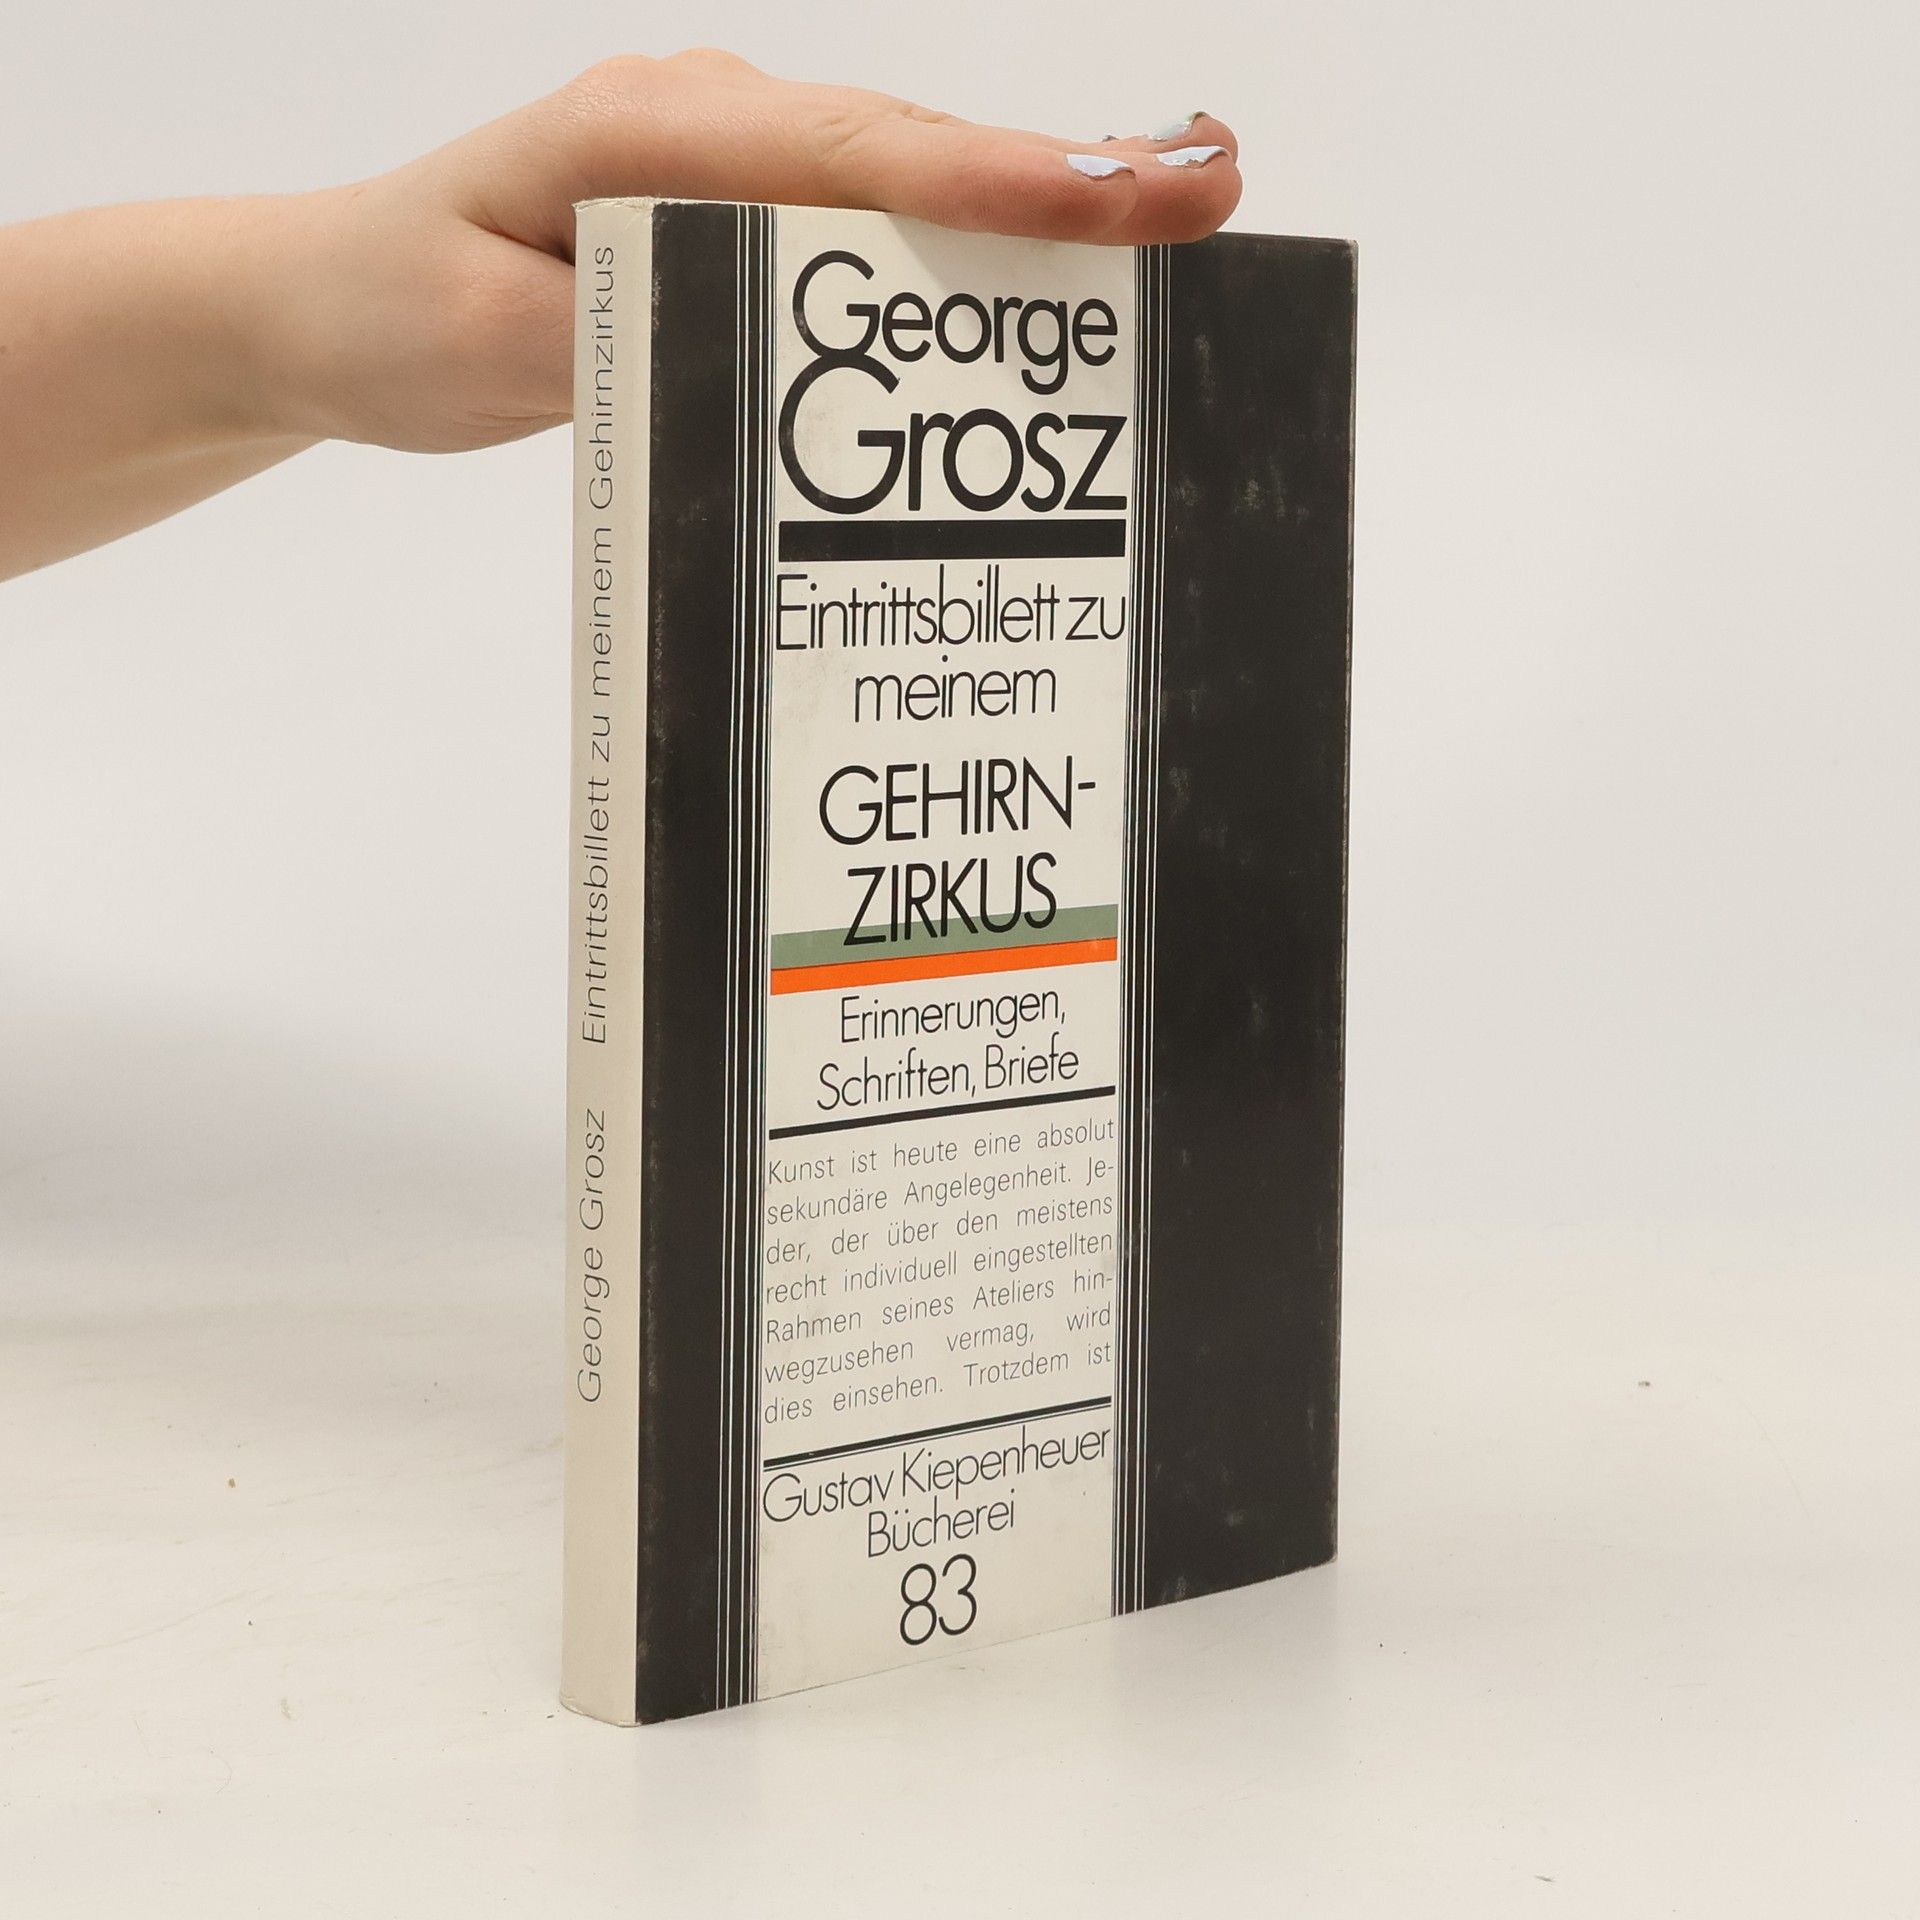 George Grosz Eintrittsbillett zu meinem Gehirnzirkus
George
Grosz
Eintrittsbillett zu
meinem
GEHIRN-
ZIRKUS
Erinnerungen,
Schriften, Briefe
Kunst ist heute eine absolut
sekundäre Angelegenheit. Je-
der, der über den meistens
recht individuell eingestellten
Rahmen seines Ateliers hin-
wegzusehen vermag, wird
dies einsehen. Trotzdem ist
Gustav Kiepenheuer
Bücherei
83